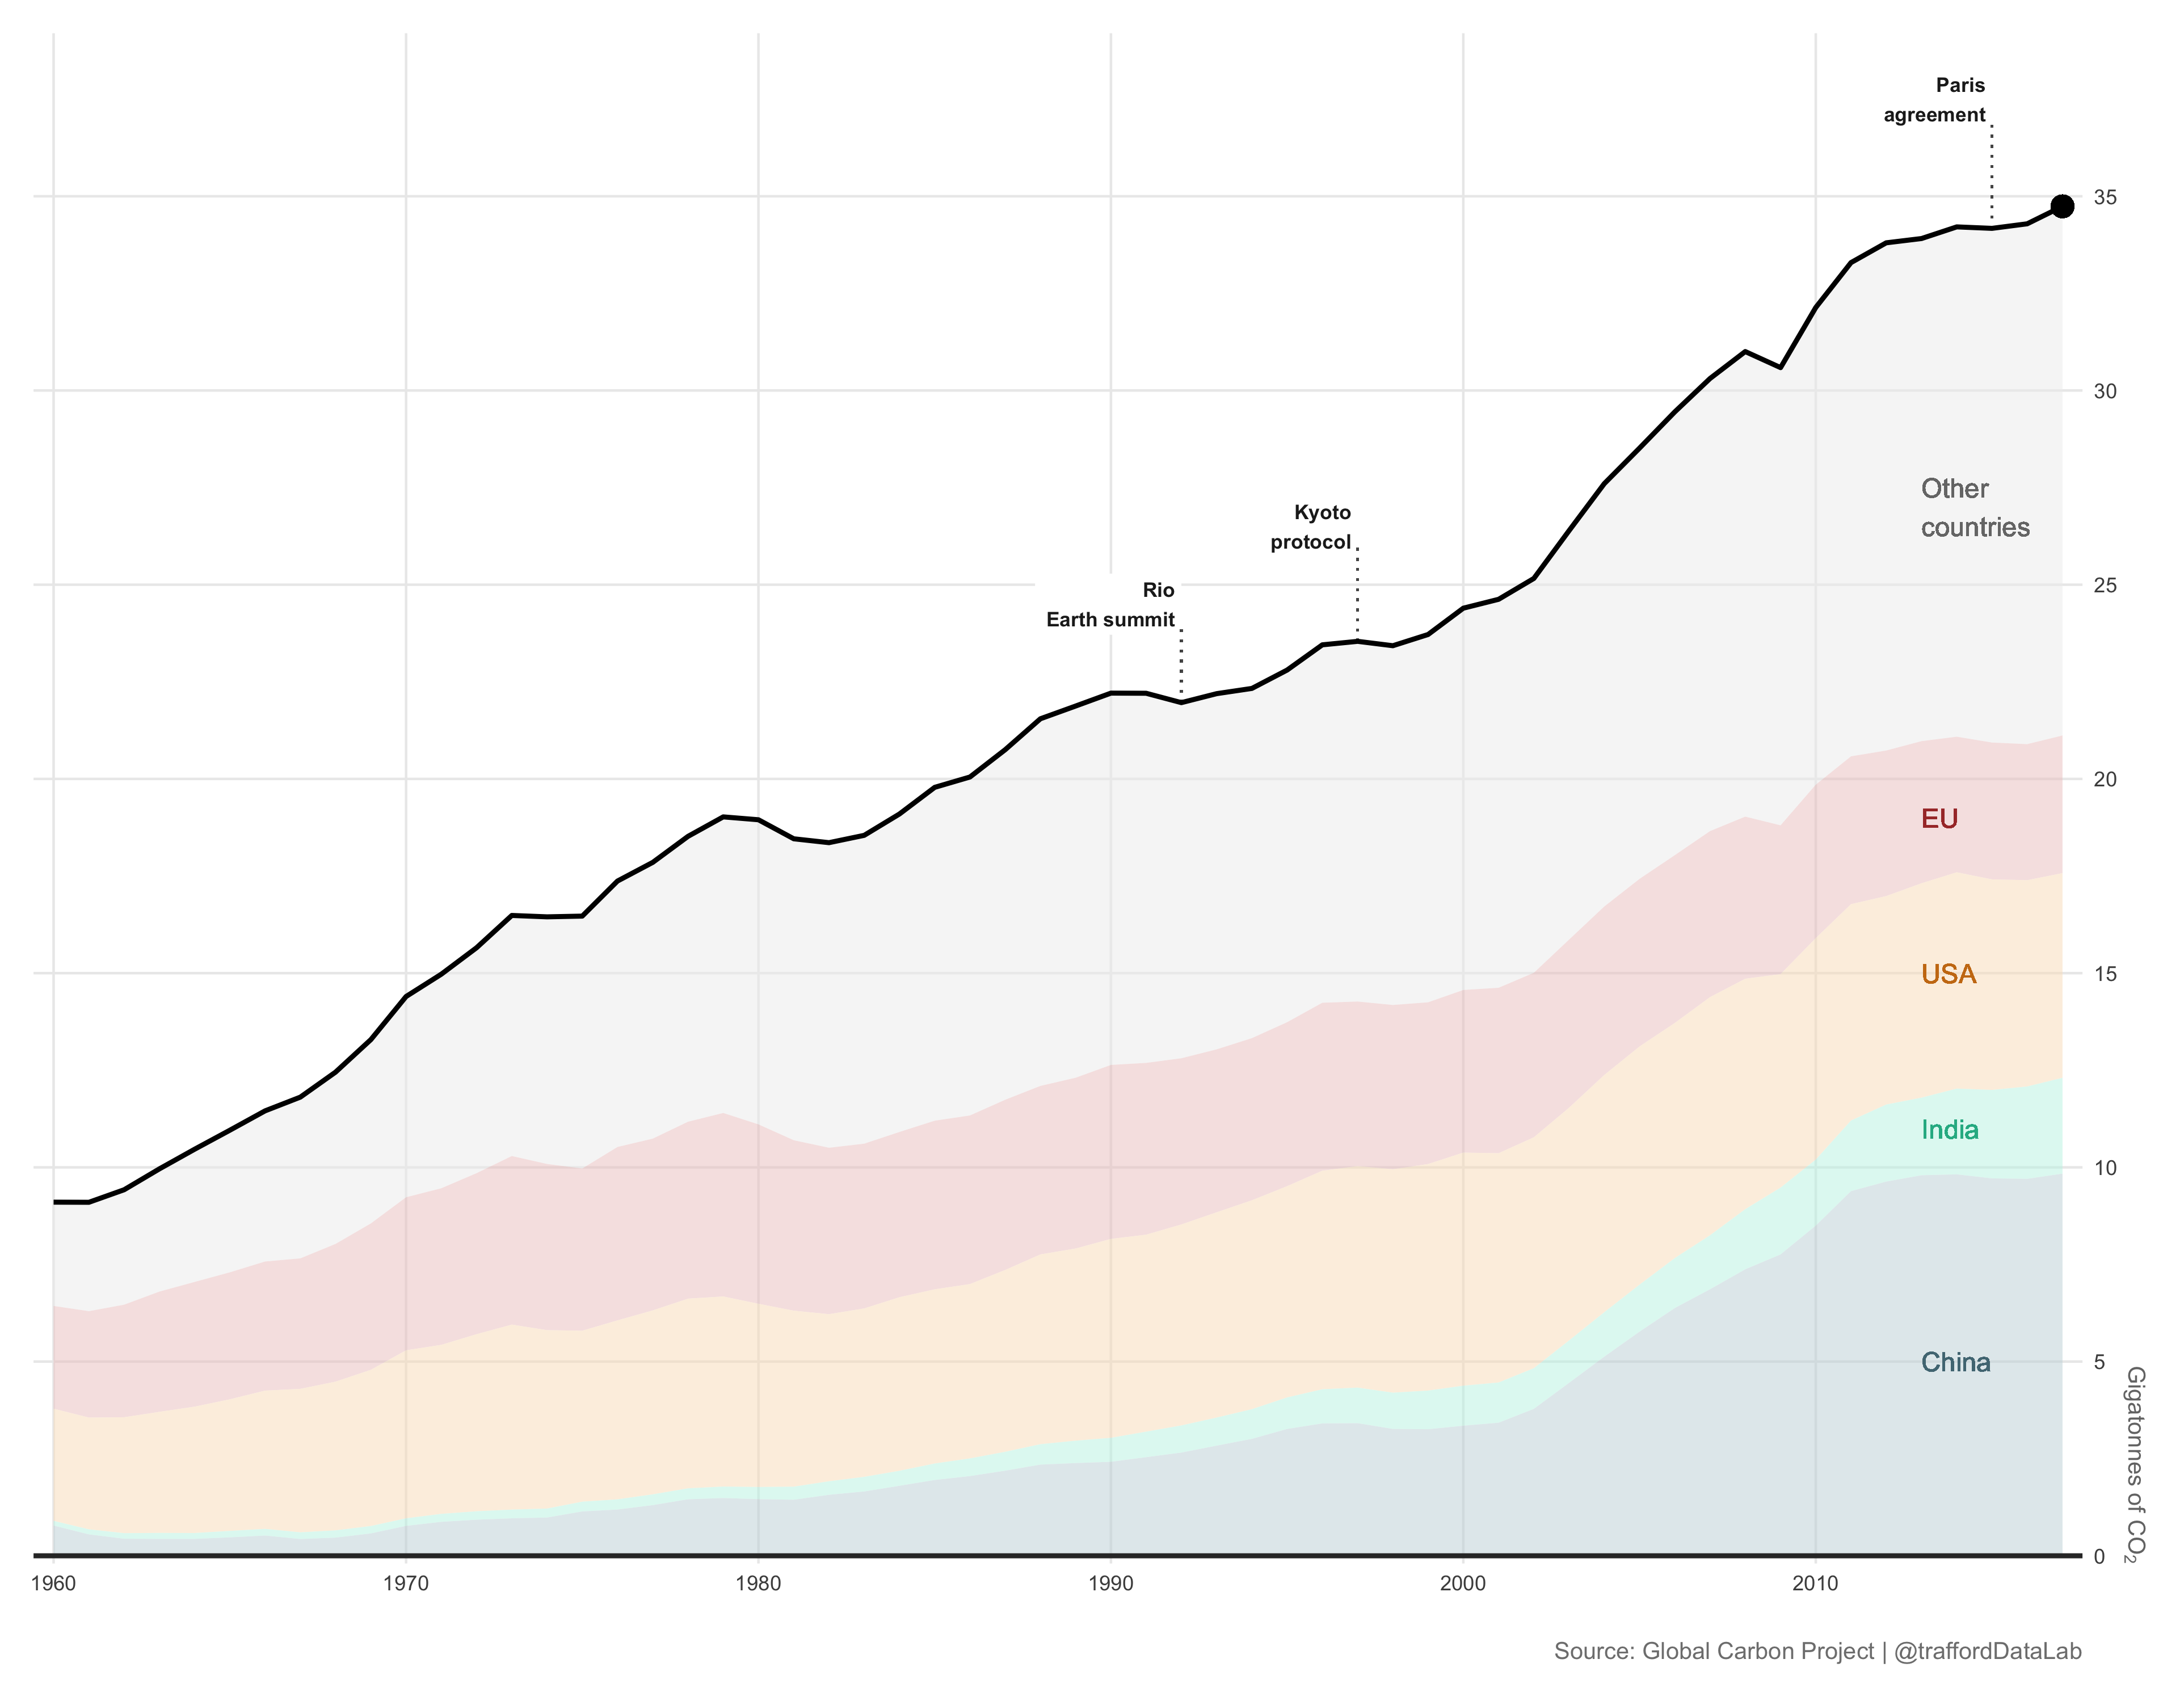 Paris
agreement
35
30
Other
countries
Kyoto
protocol
Rio
Earth summit
25
20
EU
USA
15
India
10
China
5
Gigatonnes of CO₂
0
1960
1970
1980
1990
2000
2010
Source: Global Carbon Project | @traffordDataLab